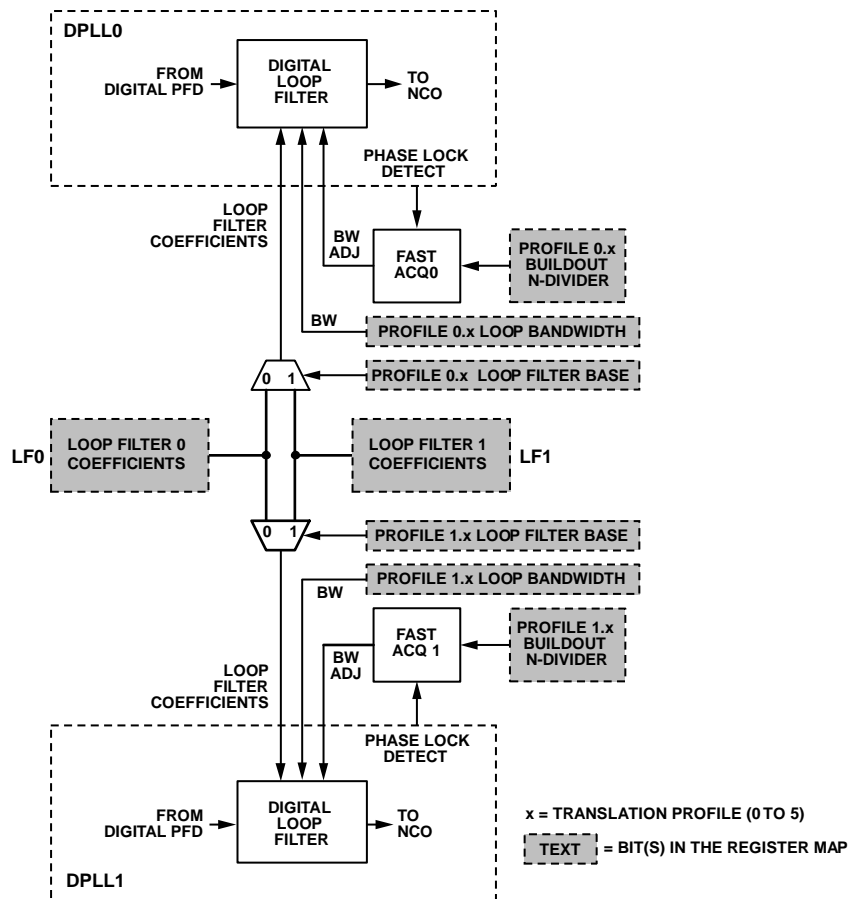 DPLL0
FROM
DIGITAL PFD
DIGITAL
LOOP
FILTER
TO
NCO
PHASE LOCK
DETECT
LOOP
FILTER
COEFFICIENTS
BW
ADJ
FAST
ACQ0
PROFILE 0.x
BUILDOUT
N-DIVIDER
BW
PROFILE 0.x LOOP BANDWIDTH
0 1
PROFILE 0.x LOOP FILTER BASE
LF0
LOOP FILTER 0
COEFFICIENTS
LOOP FILTER 1
COEFFICIENTS
LF1
0 1
PROFILE 1.x LOOP FILTER BASE
BW
PROFILE 1.x LOOP BANDWIDTH
LOOP
FILTER
COEFFICIENTS
BW
ADJ
FAST
ACQ 1
PROFILE 1.x
BUILDOUT
N-DIVIDER
PHASE LOCK
DETECT
FROM
DIGITAL PFD
DIGITAL
LOOP
FILTER
TO
NCO
DPLL1
x = TRANSLATION PROFILE (0 TO 5)
TEXT = BIT(S) IN THE REGISTER MAP